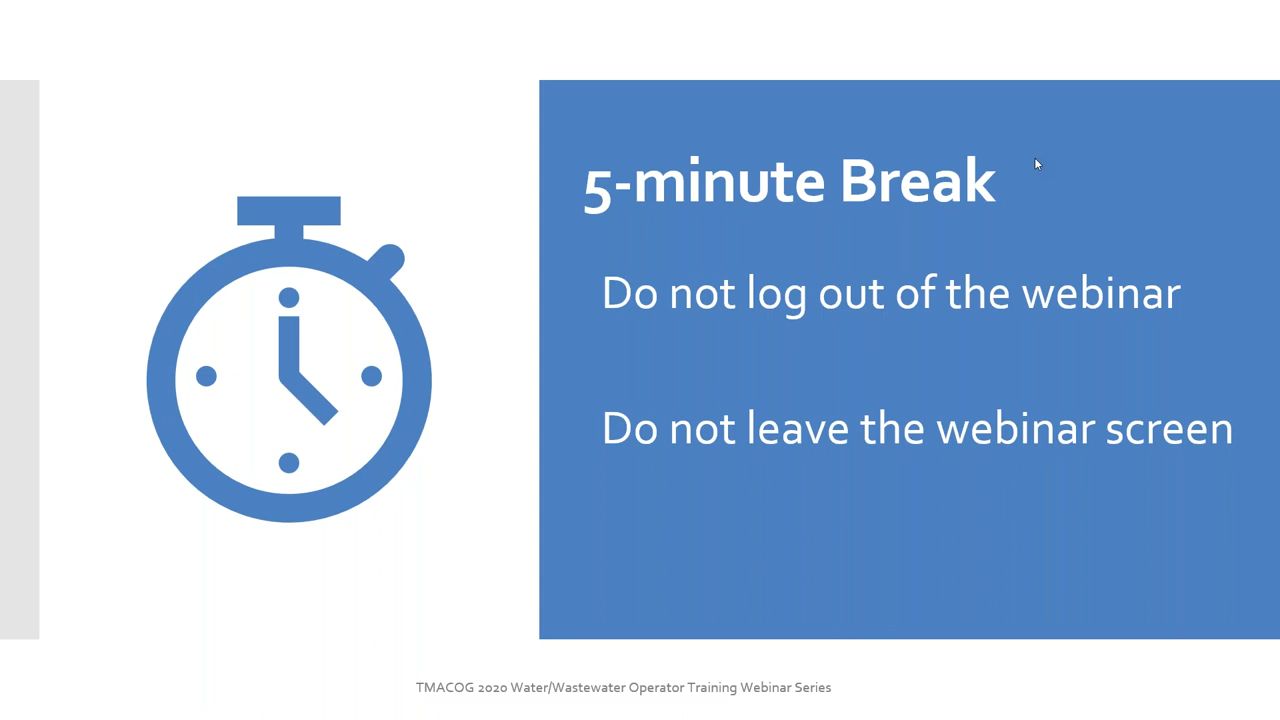 5-minute Break
Do not log out of the webinar
Do not leave the webinar screen
TMACOG 2020 Water/Wastewater Operator Training Webinar Series